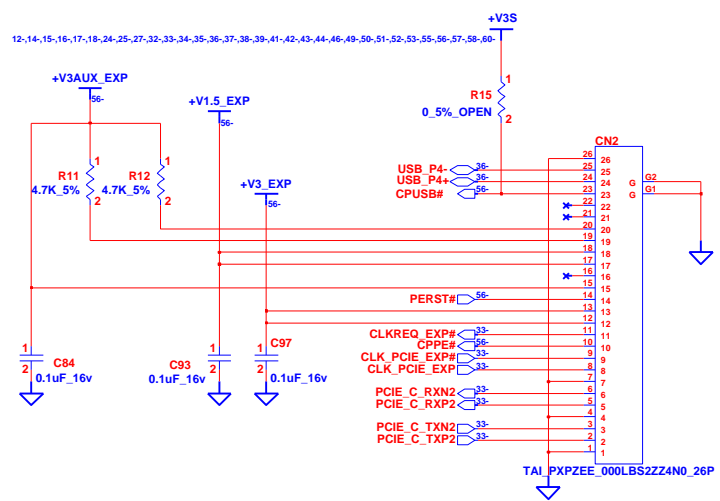 +V3S
12-,14-,15-,16-,17-,18-,24-,25-,27-,32-,33-,34-,35-,36-,37-,38-,39-,41-,42-,43-,44-,46-,49-,50-,51-,52-,53-,55-,56-,57-,58-,60-
+V3AUX_EXP
56-
+V1.5_EXP
56-
+V3_EXP
56-
1
R15
0_5%_OPEN
2
1
R11
4.7K_5%
2
1
R12
4.7K_5%
2
CN2
26 26
USB_P4- 36- 25 25
USB_P4+ 36- 24 24 G G2
CPUSB# 56- 23 23 G G1
22 22
21 21
20 20
19 19
18 18
17 17
16 16
15 15
PERST# 56- 14 14
13 13
12 12
CLKREQ_EXP# 33- 11 11
CPPE# 56- 10 10
CLK_PCIE_EXP# 33- 9 9
CLK_PCIE_EXP 33- 8 8
7 7
PCIE_C_RXN2 33- 6 6
PCIE_C_RXP2 33- 5 5
4 4
PCIE_C_TXN2 33- 3 3
PCIE_C_TXP2 33- 2 2
1 1
TAI_PXPZEE_000LBS2ZZ4N0_26P
1
C84
2
0.1uF_16v
1
C93
2
0.1uF_16v
1
C97
2
0.1uF_16v